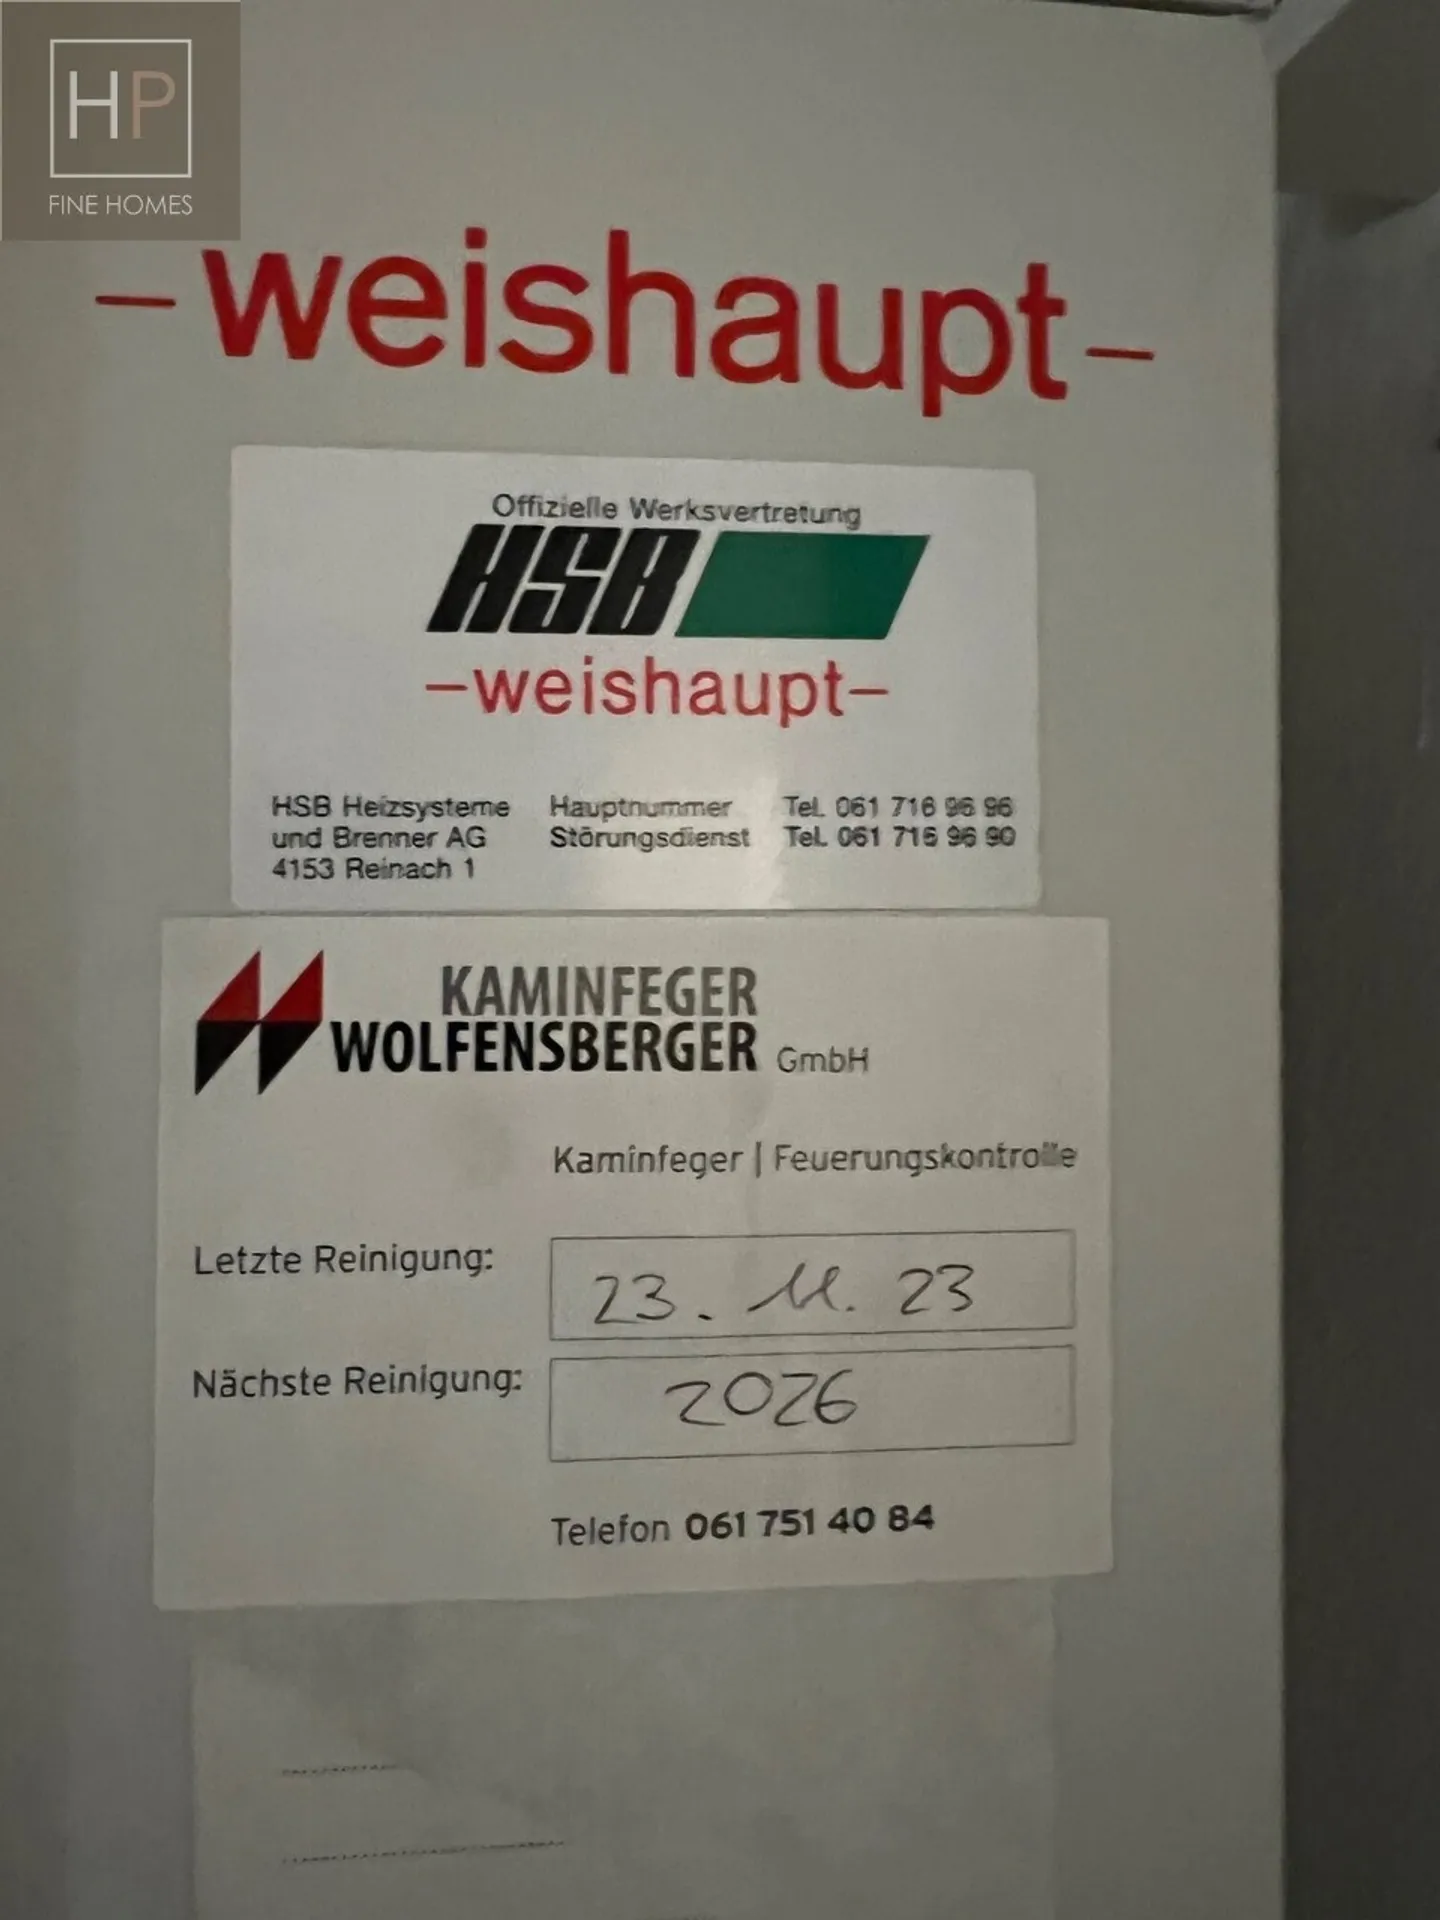 HP
FINE HOMES
-weishaupt-
Offizielle Werksvertretung
HSB
-weishaupt-
HSB Heizsysteme Hauptnummer Tel. 061 716 96 96
und Brenner AG Störungsdienst Tel. 061 716 96 90
4153 Reinach 1
KAMINFEGER
WOLFENSBERGER GmbH
Kaminfeger | Feuerungskontrolle
Letzte Reinigung: 23. 11. 23
Nächste Reinigung: 2026
Telefon 061 751 40 84